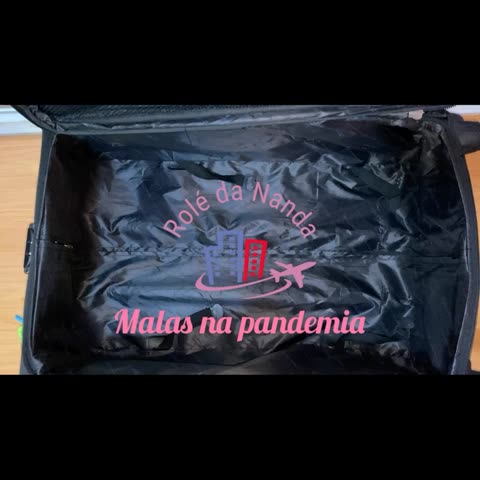 Rolé da Nanda
Malas na pandemia